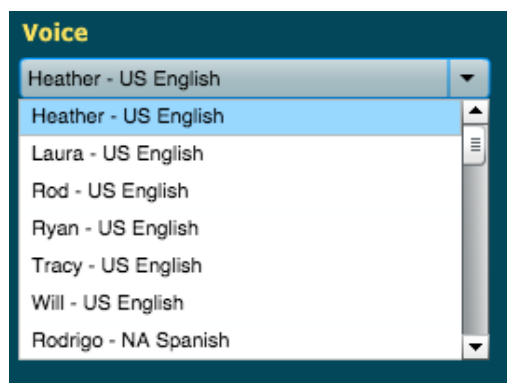 Voice
Heather - US English
Heather - US English
Laura - US English
Rod - US English
Ryan - US English
Tracy - US English
Will - US English
Rodrigo - NA Spanish